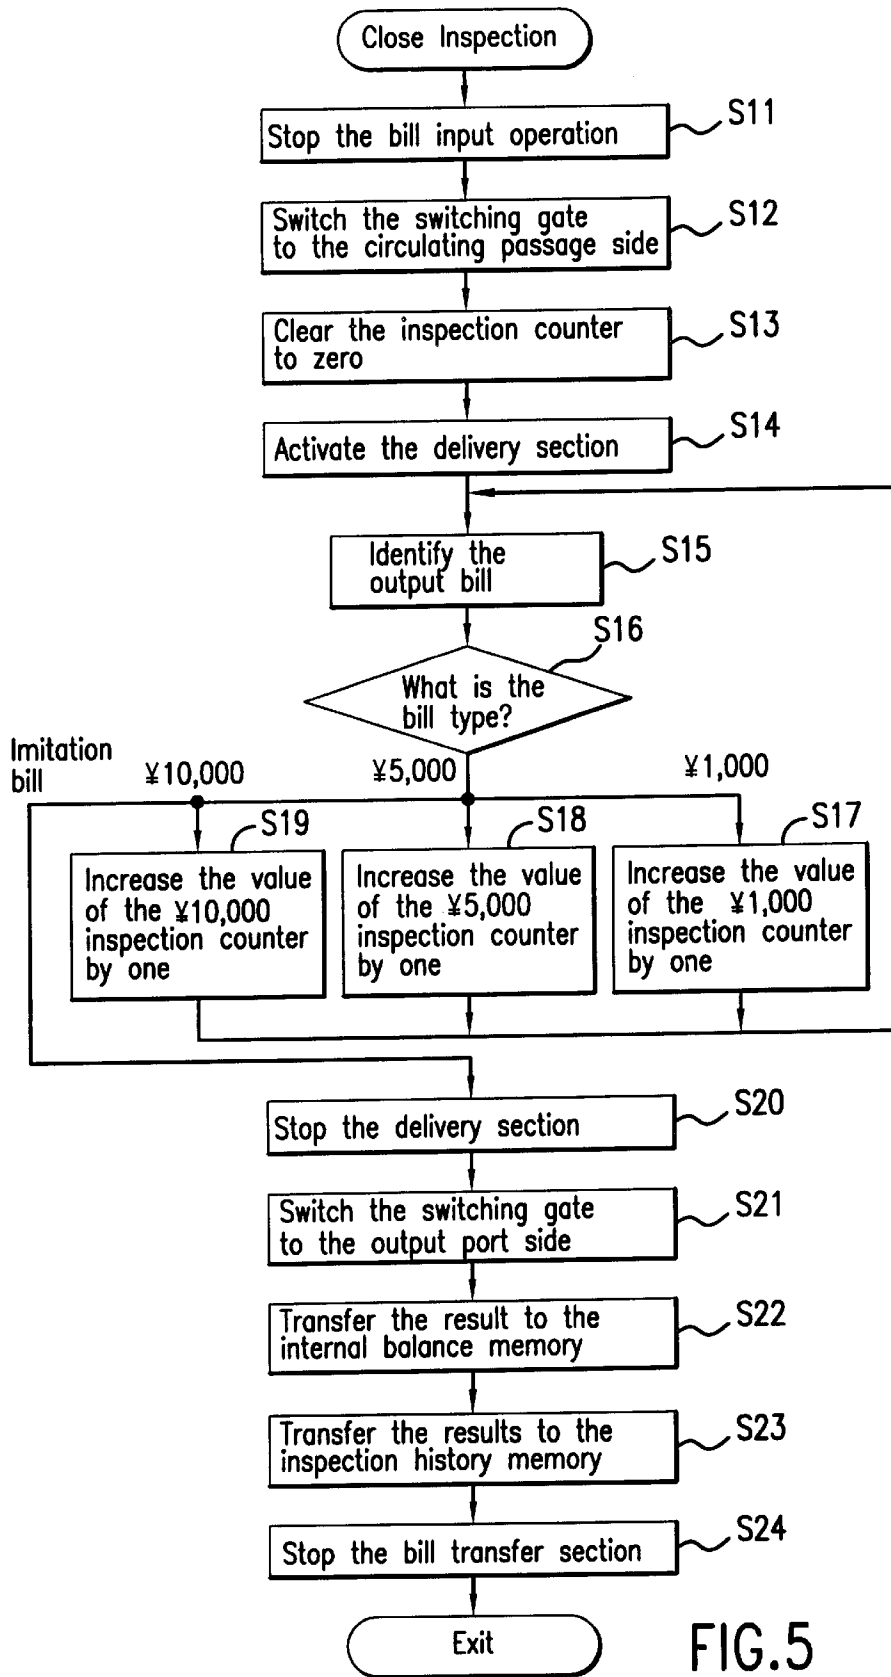 Close Inspection
Stop the bill input operation
S11
Switch the switching gate
to the circulating passage side
S12
Clear the inspection counter
to zero
S13
Activate the delivery section
S14
Identify the
output bill
S15
What is the
bill type?
S16
Imitation
bill
¥10,000
¥5,000
¥1,000
S19
S18
S17
Increase the value
of the ¥10,000
inspection counter
by one
Increase the value
of the ¥5,000
inspection counter
by one
Increase the value
of the ¥1,000
inspection counter
by one
Stop the delivery section
S20
Switch the switching gate
to the output port side
S21
Transfer the result to the
internal balance memory
S22
Transfer the results to the
inspection history memory
S23
Stop the bill transfer section
S24
Exit
FIG.5